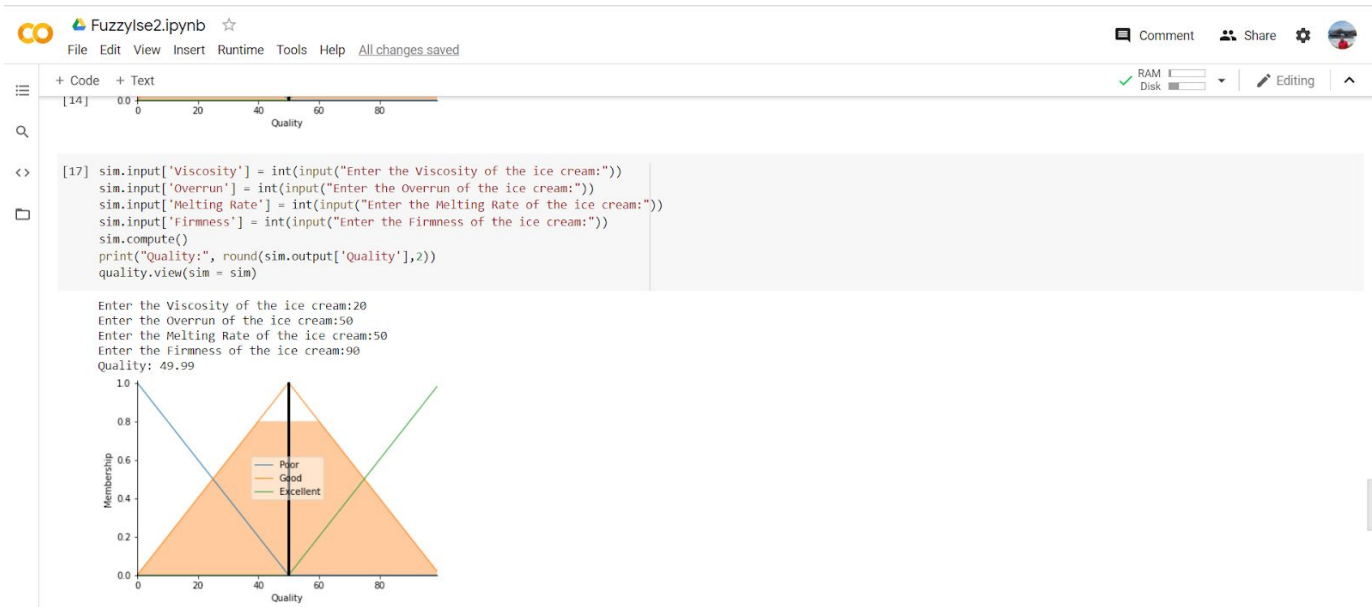 FuzzyIse2.ipynb
Comment Share
File Edit View Insert Runtime Tools Help All changes saved
+ Code + Text
RAM
Disk
Editing
[14]
0.0
0 20 40 60 80
Quality
[17] sim.input['Viscosity'] = int(input("Enter the Viscosity of the ice cream:"))
sim.input['Overrun'] = int(input("Enter the Overrun of the ice cream:"))
sim.input['Melting Rate'] = int(input("Enter the Melting Rate of the ice cream:"))
sim.input['Firmness'] = int(input("Enter the Firmness of the ice cream:"))
sim.compute()
print("Quality:", round(sim.output['Quality'],2))
quality.view(sim = sim)
Enter the Viscosity of the ice cream:20
Enter the Overrun of the ice cream:50
Enter the Melting Rate of the ice cream:50
Enter the Firmness of the ice cream:90
Quality: 49.99
1.0
0.8
0.6
0.4
0.2
0.0
Membership
Poor
Good
Excellent
0 20 40 60 80
Quality